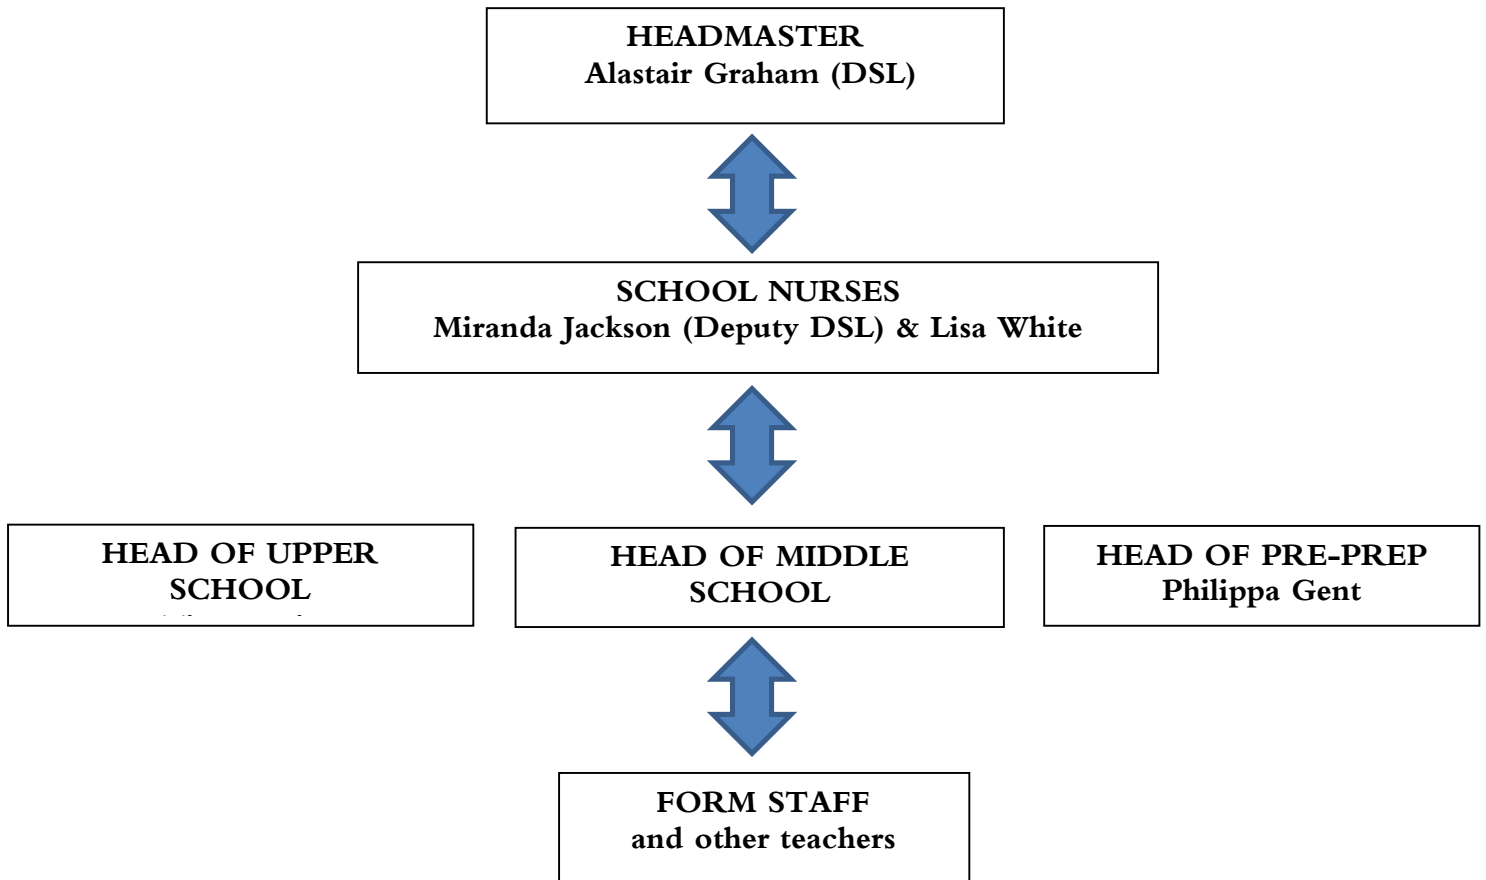 HEADMASTER
Alastair Graham (DSL)
SCHOOL NURSES
Miranda Jackson (Deputy DSL) & Lisa White
HEAD OF UPPER
SCHOOL
HEAD OF MIDDLE
SCHOOL
HEAD OF PRE-PREP
Philippa Gent
FORM STAFF
and other teachers